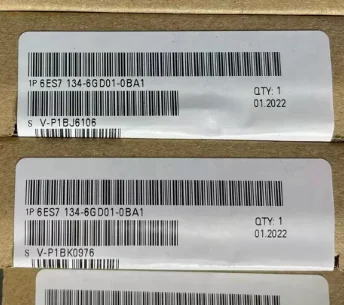 1P 6ES7 134-6GD01-0BA1
QTY: 1
01.2022
S V-P1BJ6106
1P 6ES7 134-6GD01-0BA1
QTY: 1
01.2022
S V-P1BK0976